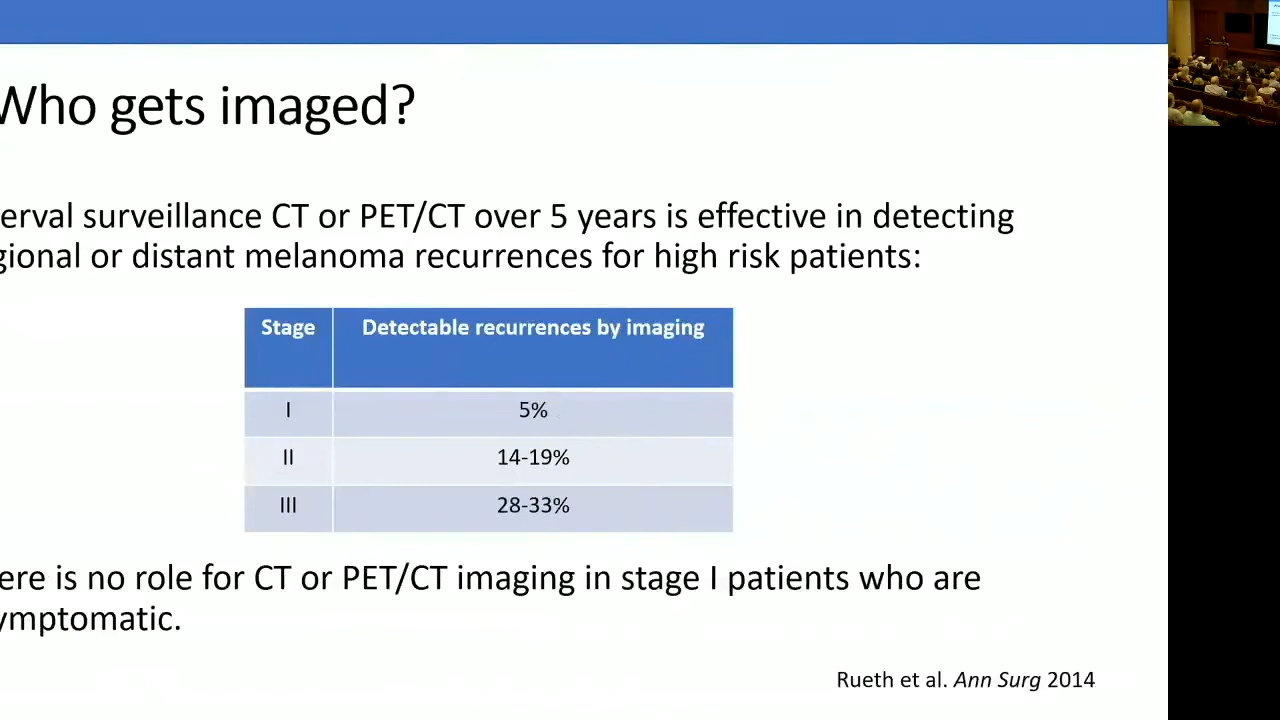 Who gets imaged?
erval surveillance CT or PET/CT over 5 years is effective in detecting
gional or distant melanoma recurrences for high risk patients:
Stage Detectable recurrences by imaging
I 5%
II 14-19%
III 28-33%
ere is no role for CT or PET/CT imaging in stage I patients who are
ymptomatic.
Rueth et al. Ann Surg 2014